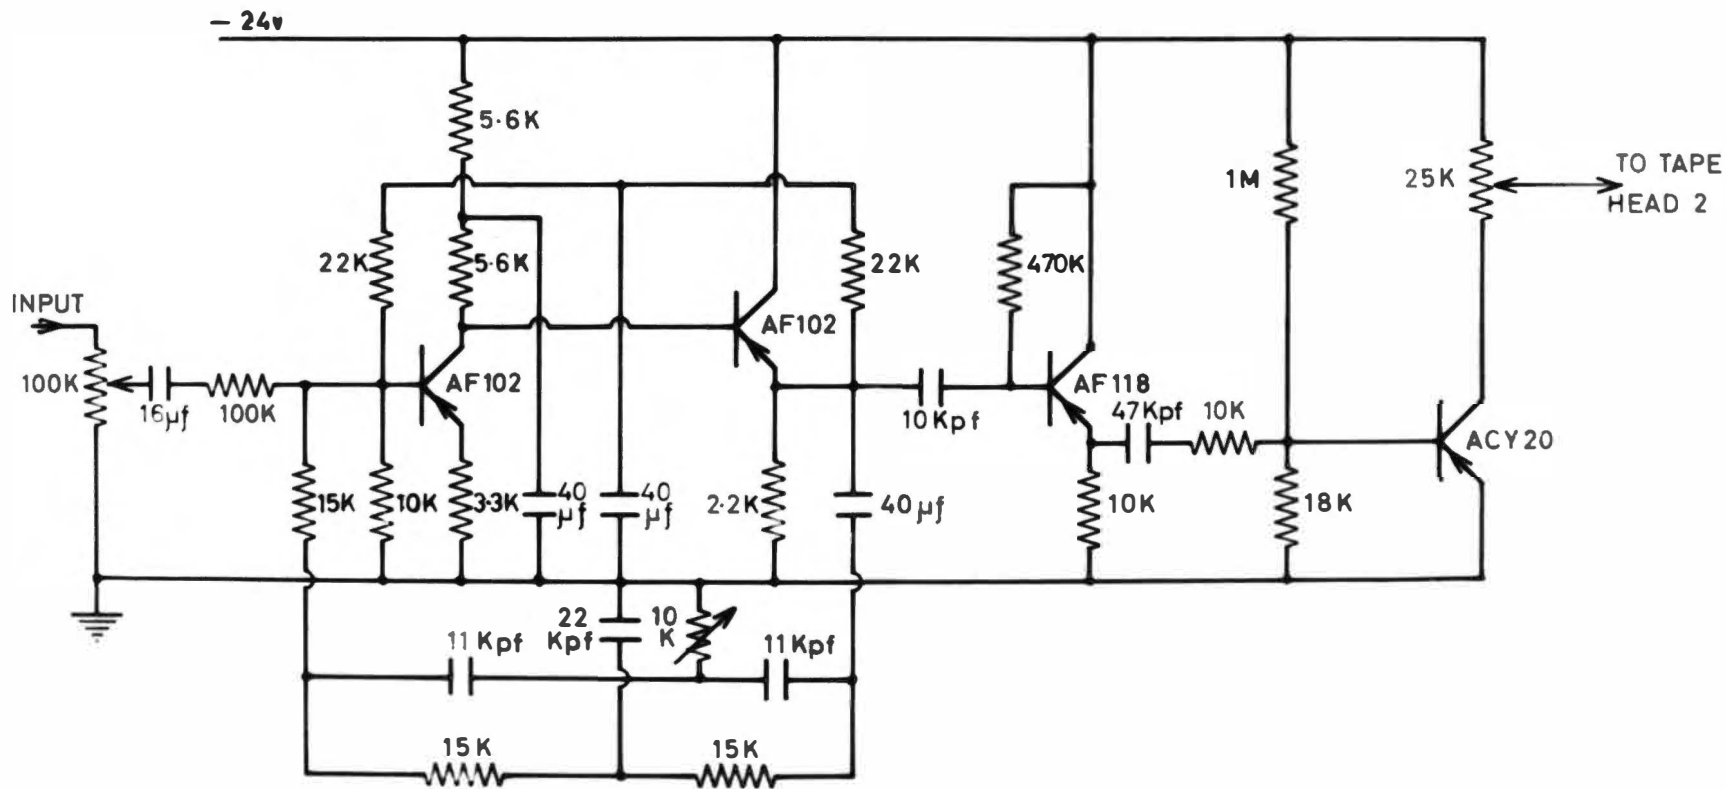 - 24v
5.6K
TO TAPE
HEAD 2
1M
25K
22K
5.6K
22K
470K
INPUT
AF102
100K
AF102
AF118
16µf
100K
10Kpf
47Kpf
10K
ACY20
15K
10K
3.3K
40
µf
40
µf
2.2K
40µf
10K
18K
22
Kpf
10
K
11Kpf
11Kpf
15K
15K